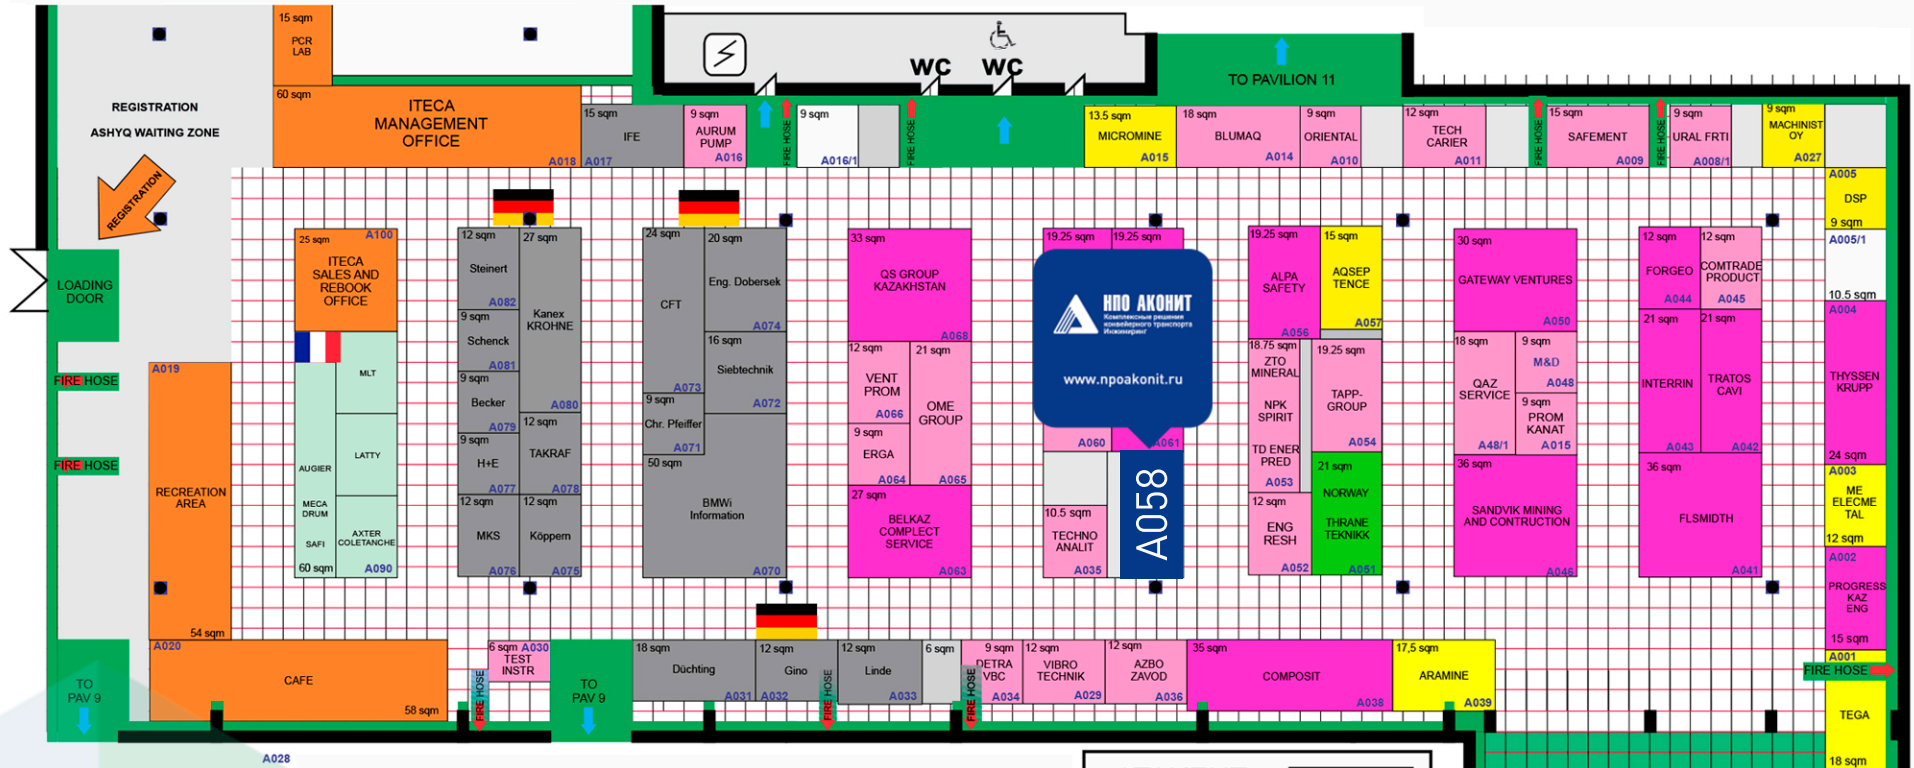 15 sqm
PCR
LAB
60 sqm
ITECA
MANAGEMENT
OFFICE
A018
REGISTRATION
ASHYQ WAITING ZONE
REGISTRATION
LOADING
DOOR
FIRE HOSE
FIRE HOSE
15 sqm
IFE
A017
9 sqm
AURUM
PUMP
A016
FIRE HOSE
9 sqm
A016/1
FIRE HOSE
WC
WC
TO PAVILION 11
13.5 sqm
MICROMINE
A015
18 sqm
BLUMAQ
A014
9 sqm
ORIENTAL
A010
12 sqm
TECH
CARIER
A011
FIRE HOSE
15 sqm
SAFEMENT
A009
FIRE HOSE
9 sqm
URAL FRTI
A008/1
9 sqm
MACHINIST
OY
A027
A005
DSP
9 sqm
A005/1
10.5 sqm
A004
THYSSEN
KRUPP
24 sqm
A003
ME
ELECME
TAL
12 sqm
A002
PROGRESS
KAZ
ENG
15 sqm
A001
FIRE HOSE
TEGA
18 sqm
25 sqm
A100
ITECA
SALES AND
REBOOK
OFFICE
MLT
AUGIER
LATTY
MECA
DRUM
SAFI
AXTER
COLETANCHE
60 sqm
A090
A019
RECREATION
AREA
54 sqm
A020
CAFE
58 sqm
TO
PAV 9
A028
12 sqm
Steinert
A082
9 sqm
Schenck
A081
9 sqm
Becker
A079
9 sqm
H+E
A077
12 sqm
MKS
A076
27 sqm
Kanex
KROHNE
A080
12 sqm
TAKRAF
A078
12 sqm
Köppern
A075
24 sqm
CFT
A073
9 sqm
Chr. Pfeiffer
A071
20 sqm
Eng. Dobersek
A074
16 sqm
Siebtechnik
A072
50 sqm
BMWi
Information
A070
33 sqm
QS GROUP
KAZAKHSTAN
A068
12 sqm
VENT
PROM
A066
9 sqm
ERGA
A064
21 sqm
OME
GROUP
A065
27 sqm
BELKAZ
COMPLECT
SERVICE
A063
19.25 sqm
19.25 sqm
НПО АКОНИТ
Комплексные решения
конвейерного транспорта
Инжиниринг
www.npoakonit.ru
A060
A061
A058
10.5 sqm
TECHNO
ANALIT
A035
19.25 sqm
ALPA
SAFETY
A056
15 sqm
AQSEP
TENCE
A057
18.75 sqm
ZTO
MINERAL
NPK
SPIRIT
TD ENER
PRED
A053
19.25 sqm
TAPP-
GROUP
A054
12 sqm
ENG
RESH
A052
21 sqm
NORWAY
THRANE
TEKNIKK
A051
30 sqm
GATEWAY VENTURES
A050
18 sqm
QAZ
SERVICE
A48/1
9 sqm
M&D
A048
9 sqm
PROM
KANAT
A015
36 sqm
SANDVIK MINING
AND CONTRUCTION
A046
12 sqm
FORGEO
A044
12 sqm
COMTRADE
PRODUCT
A045
21 sqm
INTERRIN
A043
21 sqm
TRATOS
CAVI
A042
36 sqm
FLSMIDTH
A041
6 sqm
A030
TEST
INSTR
FIRE HOSE
TO
PAV 9
18 sqm
Düchting
A031
12 sqm
Gino
A032
FIRE HOSE
12 sqm
Linde
A033
6 sqm
FIRE HOSE
9 sqm
DETRA
VBC
A034
12 sqm
VIBRO
TECHNIK
A029
12 sqm
AZBO
ZAVOD
A036
35 sqm
COMPOSIT
A038
17,5 sqm
ARAMINE
A039